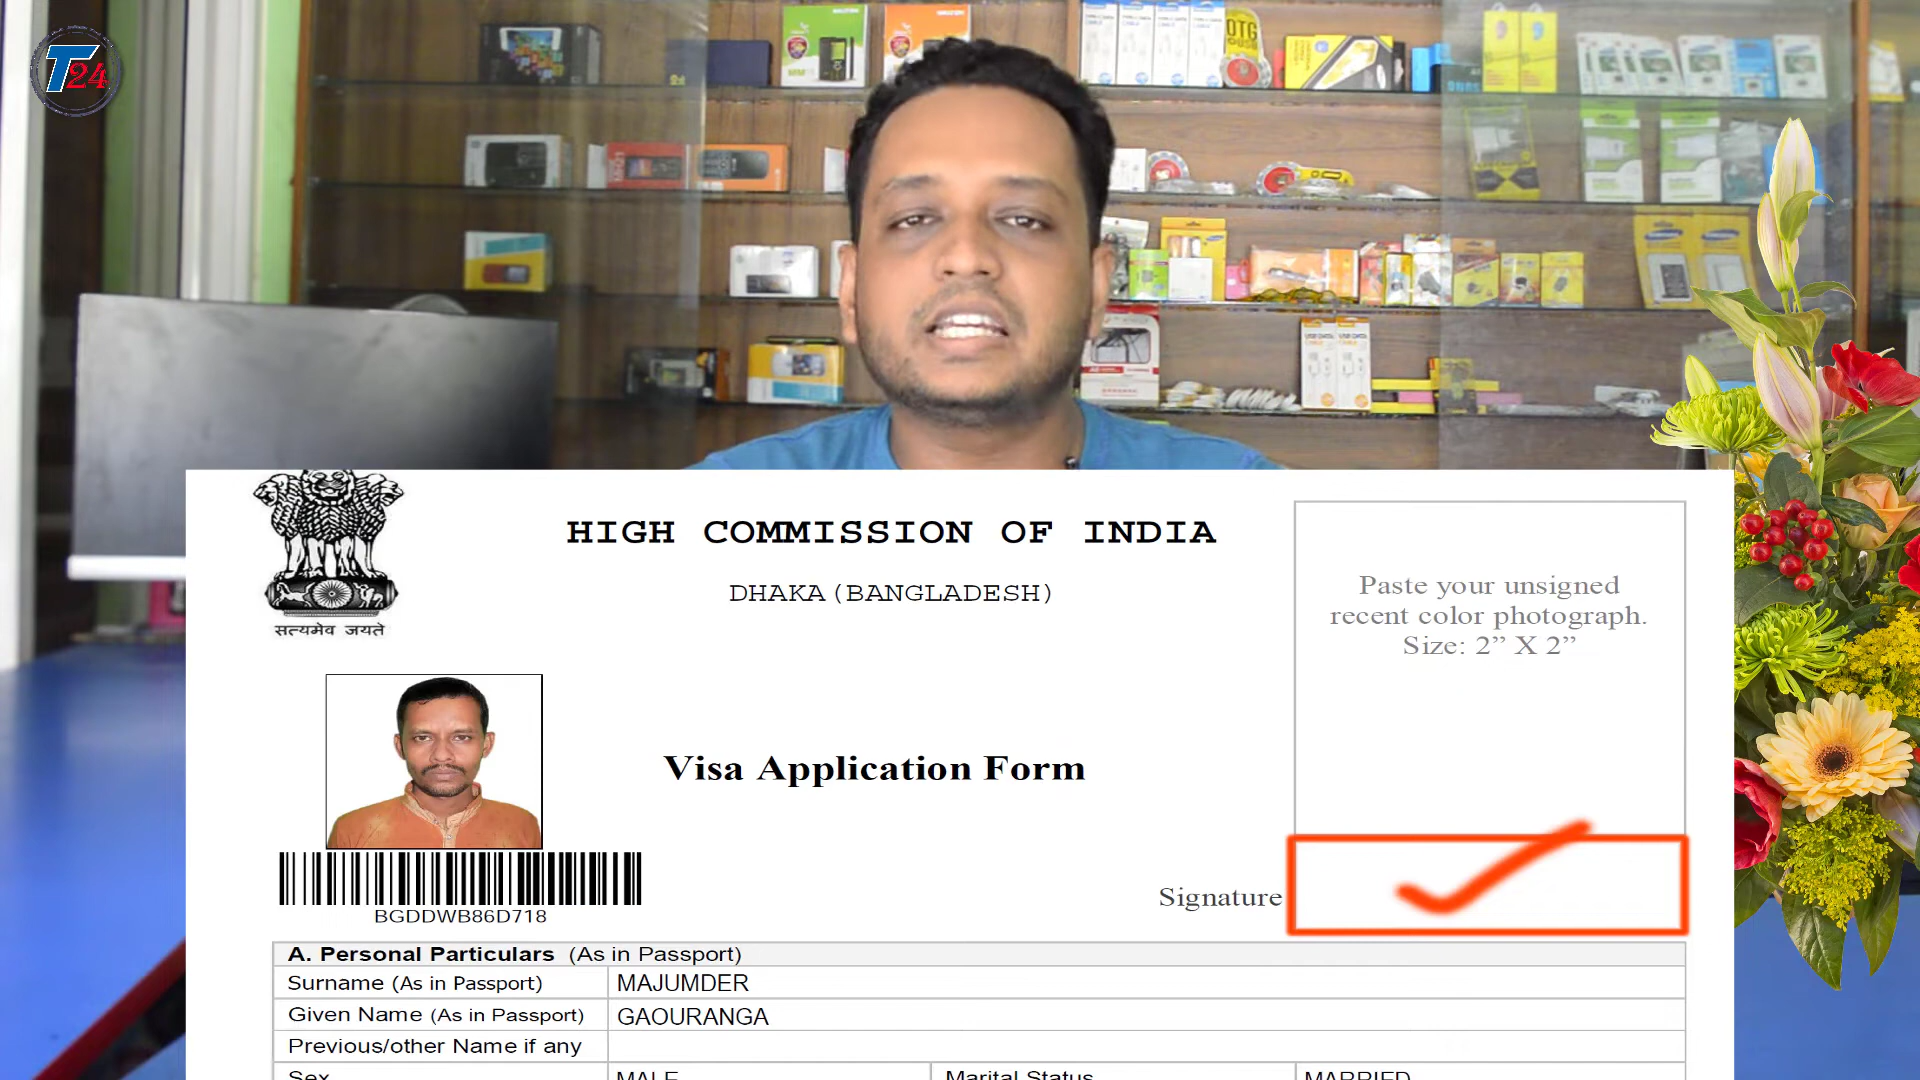 T24
OTG
HIGH COMMISSION OF INDIA
DHAKA(BANGLADESH)
सत्यमेव जयते
Paste your unsigned
recent color photograph.
Size: 2” X 2”
Visa Application Form
BGDDWB86D718
Signature
A. Personal Particulars (As in Passport)
Surname (As in Passport) MAJUMDER
Given Name (As in Passport) GAOURANGA
Previous/other Name if any
Sex MALE Marital Status MARRIED